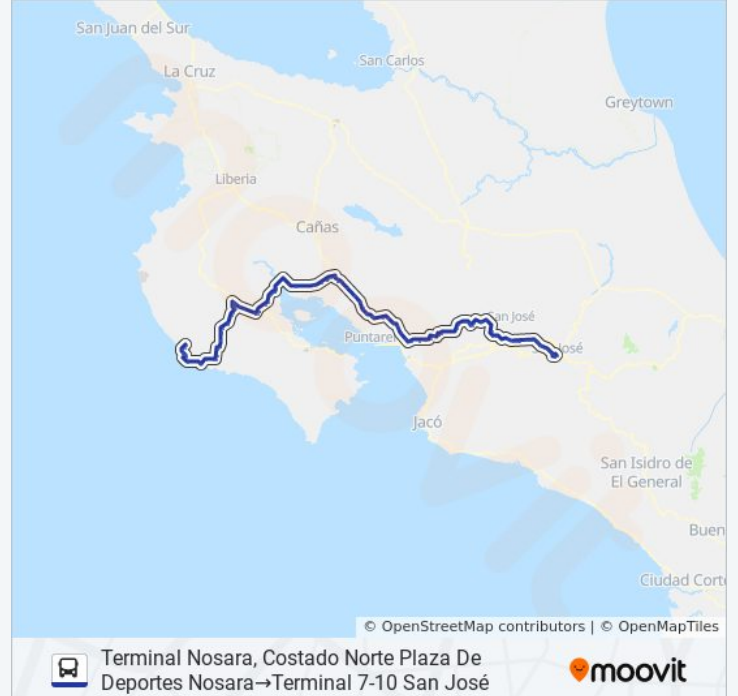 San Juan del Sur
San Carlos
La Cruz
Greytown
Liberia
Cañas
San José
Puntare
José
Jacó
San Isidro de
El General
Buen
Ciudad Cort
© OpenStreetMap contributors | © OpenMapTiles
Terminal Nosara, Costado Norte Plaza De
Deportes Nosara→Terminal 7-10 San José
moovit